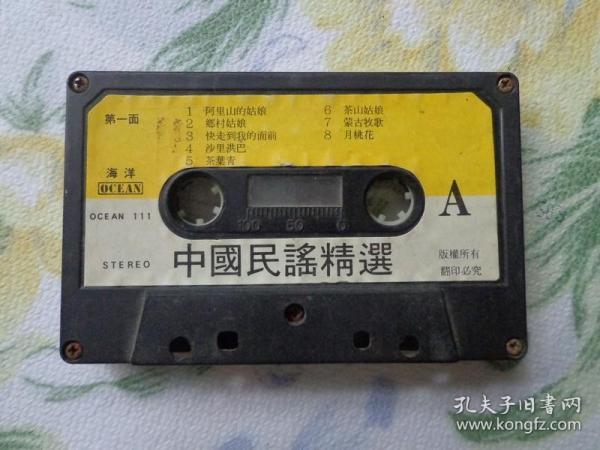 第一面
1 阿里山的姑娘
2 鄉村姑娘
3 快走到我的面前
4 沙里洪巴
5 茶葉青
6 茶山姑娘
7 蒙古牧歌
8 月桃花
海洋
OCEAN
OCEAN 111
100 50 0
A
STEREO
中國民謠精選
版權所有
翻印必究
孔夫子旧书网
www.kongfz.com